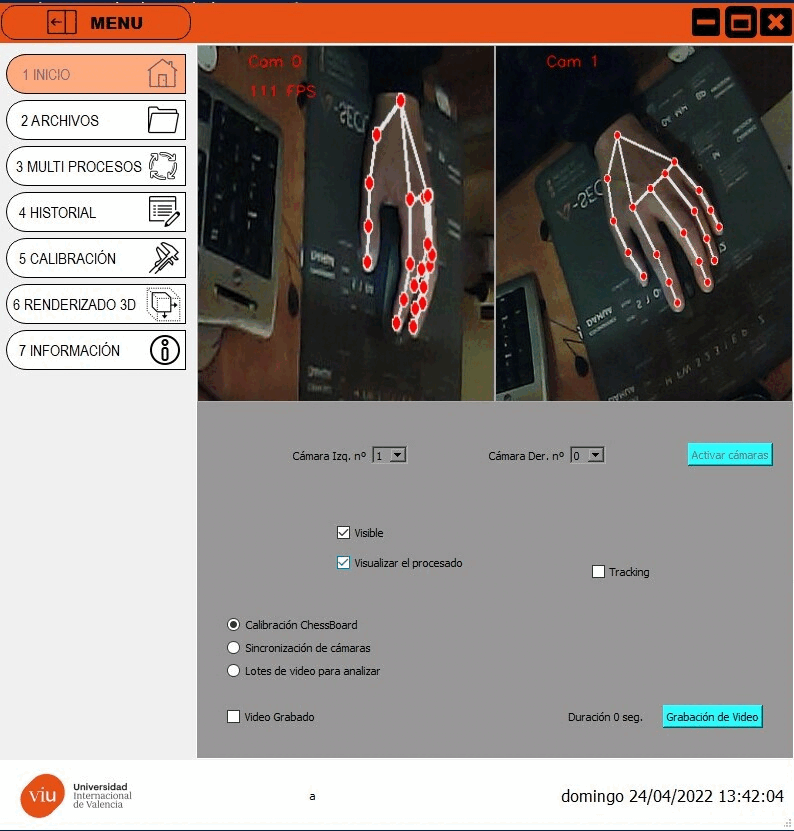 MENU
1 INICIO
2 ARCHIVOS
3 MULTI PROCESOS
4 HISTORIAL
5 CALIBRACIÓN
6 RENDERIZADO 3D
7 INFORMACIÓN
Cam 0
111 FPS
Cam 1
Cámara Izq. nº 1
Cámara Der. nº 0
Activar cámaras
Visible
Visualizar el procesado
Tracking
Calibración ChessBoard
Sincronización de cámaras
Lotes de video para analizar
Video Grabado
Duración 0 seg.
Grabación de Video
viu
Universidad
Internacional
de Valencia
a
domingo 24/04/2022 13:42:04